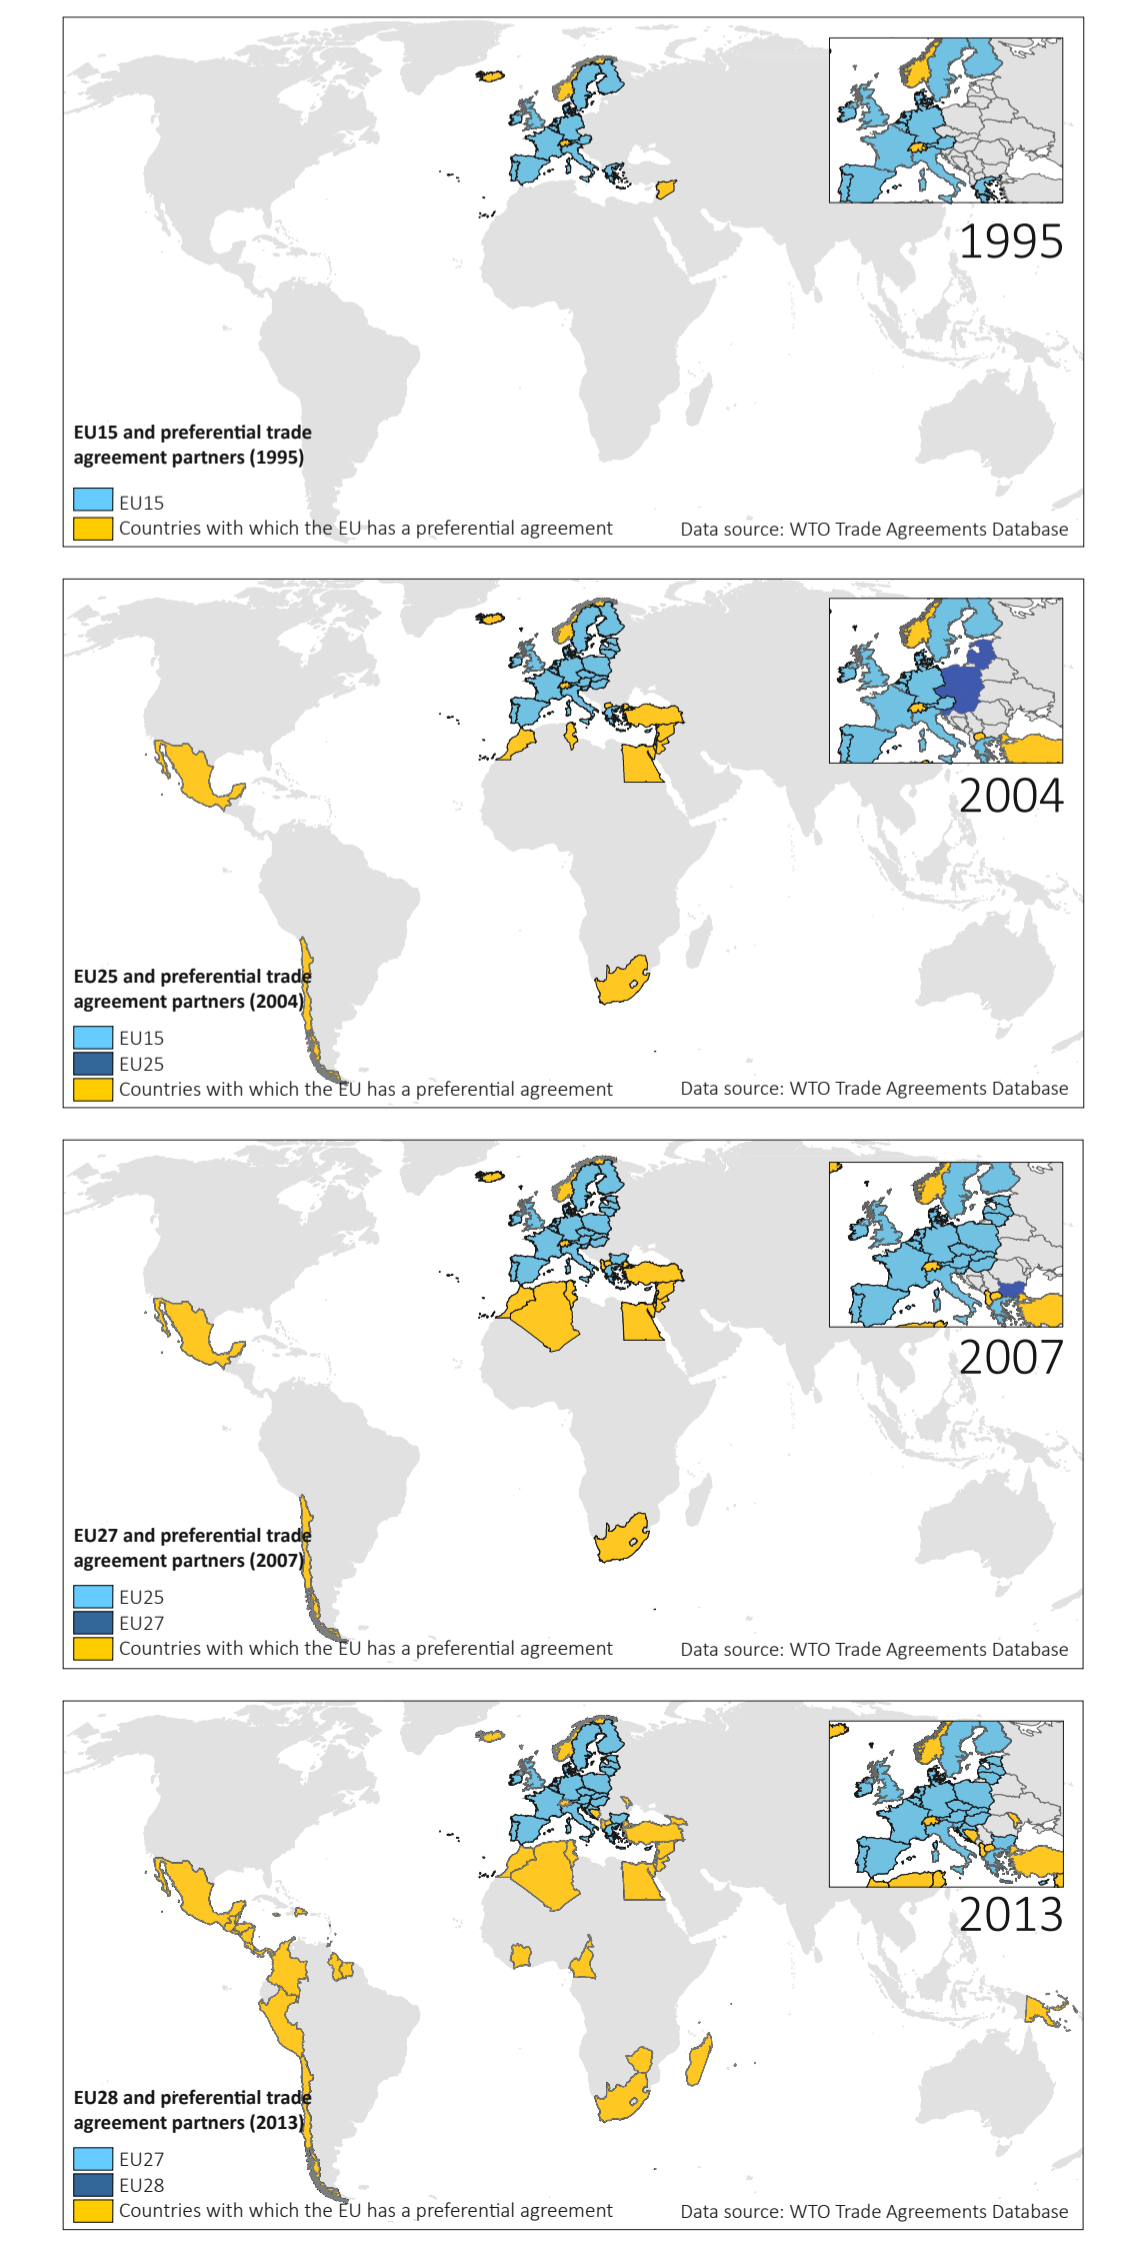 1995
EU15 and preferential trade
agreement partners (1995)
EU15
Countries with which the EU has a preferential agreement
Data source: WTO Trade Agreements Database
2004
EU25 and preferential trade
agreement partners (2004)
EU15
EU25
Countries with which the EU has a preferential agreement
Data source: WTO Trade Agreements Database
2007
EU27 and preferential trade
agreement partners (2007)
EU25
EU27
Countries with which the EU has a preferential agreement
Data source: WTO Trade Agreements Database
2013
EU28 and preferential trade
agreement partners (2013)
EU27
EU28
Countries with which the EU has a preferential agreement
Data source: WTO Trade Agreements Database